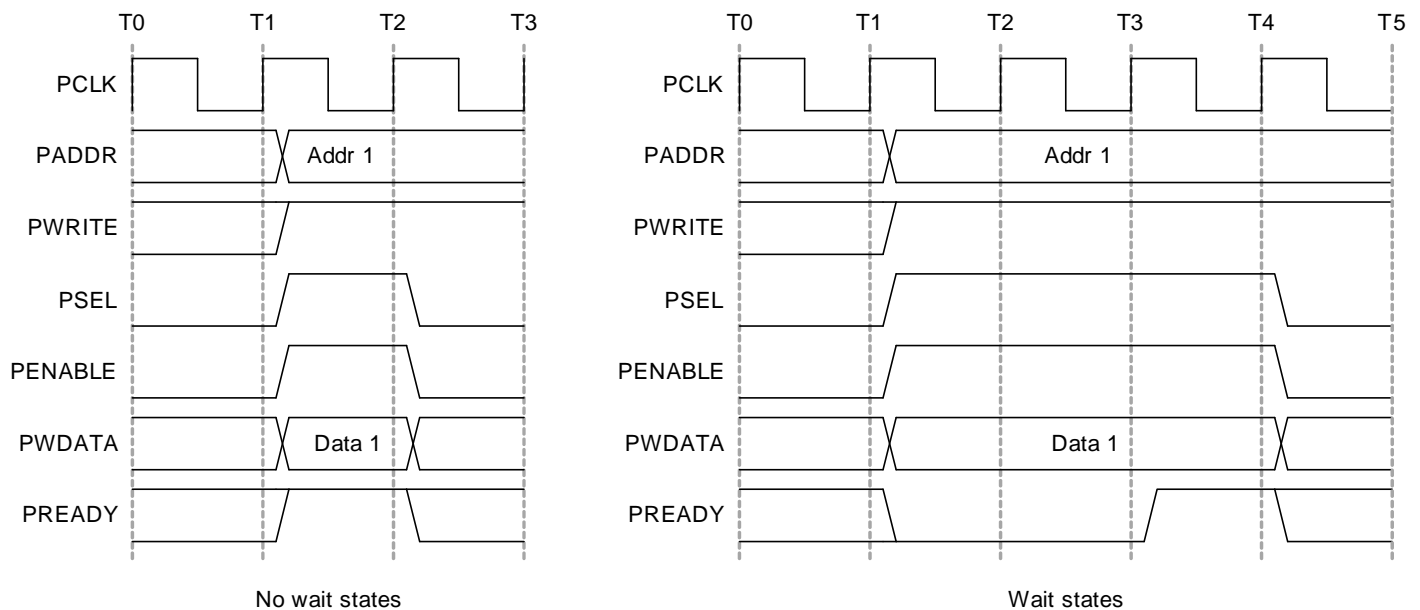 T0 T1 T2 T3 T0 T1 T2 T3 T4 T5
PCLK PCLK
PADDR Addr 1 PADDR Addr 1
PWRITE PWRITE
PSEL PSEL
PENABLE PENABLE
PWDATA Data 1 PWDATA Data 1
PREADY PREADY
No wait states Wait states